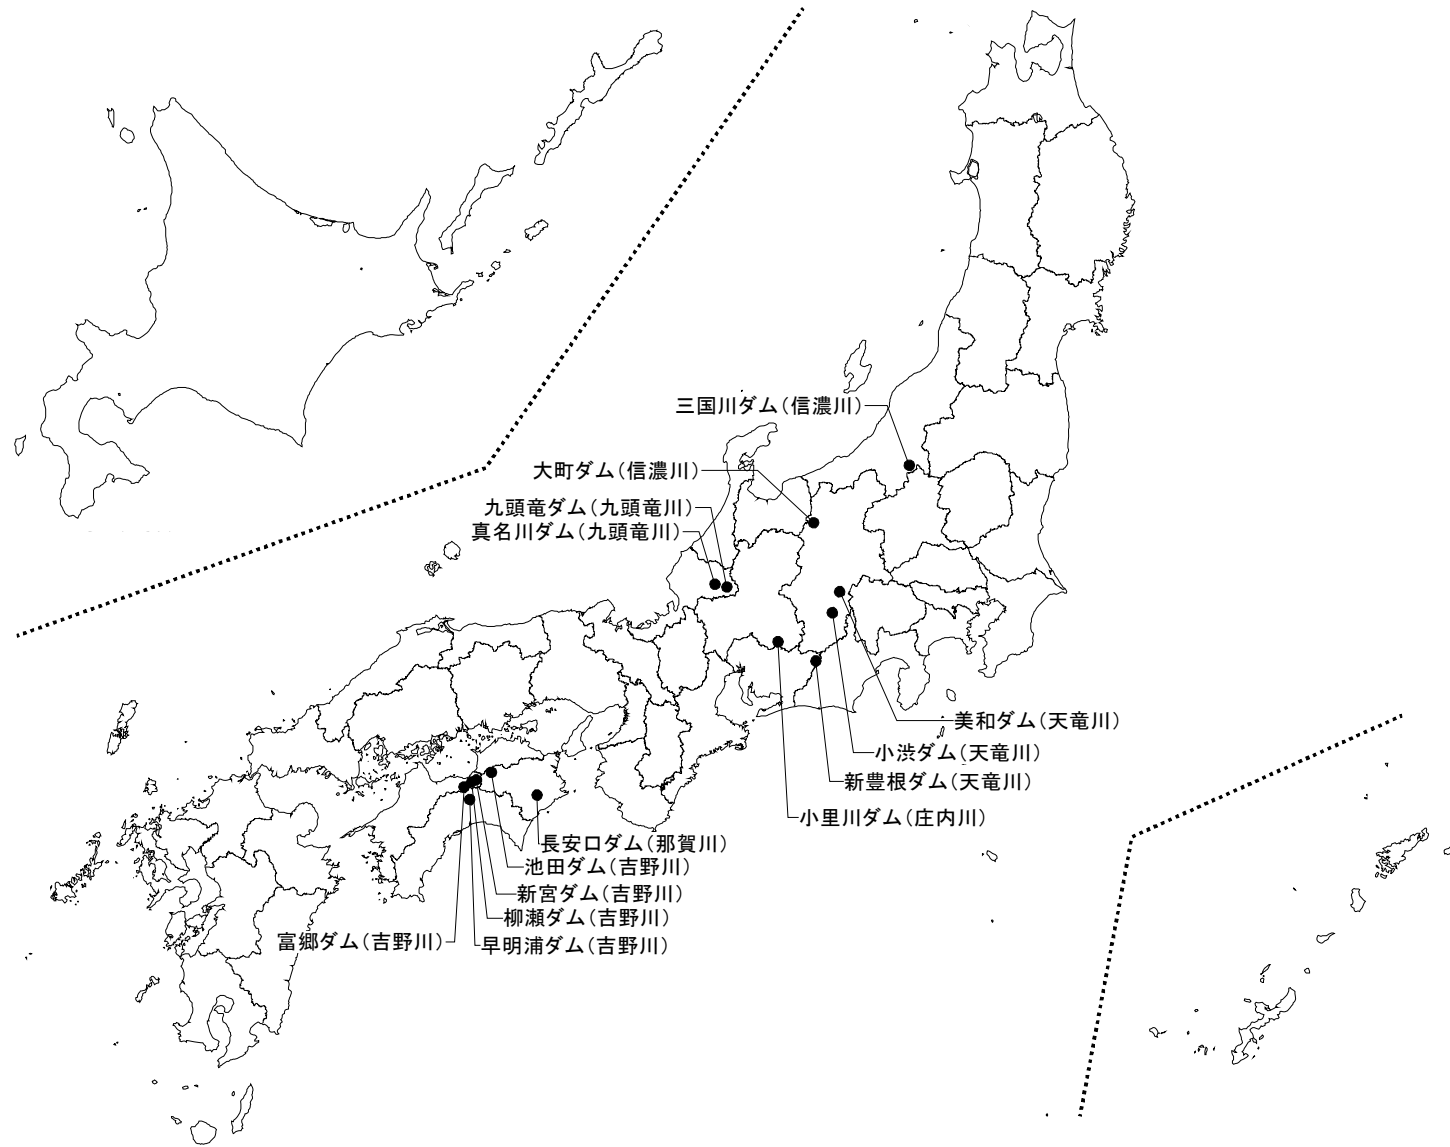 三国川ダム（信濃川）
大町ダム（信濃川）
九頭竜ダム（九頭竜川）
真名川ダム（九頭竜川）
美和ダム（天竜川）
小渋ダム（天竜川）
新豊根ダム（天竜川）
小里川ダム（庄内川）
長安口ダム（那賀川）
池田ダム（吉野川）
新宮ダム（吉野川）
柳瀬ダム（吉野川）
富郷ダム（吉野川）
早明浦ダム（吉野川）